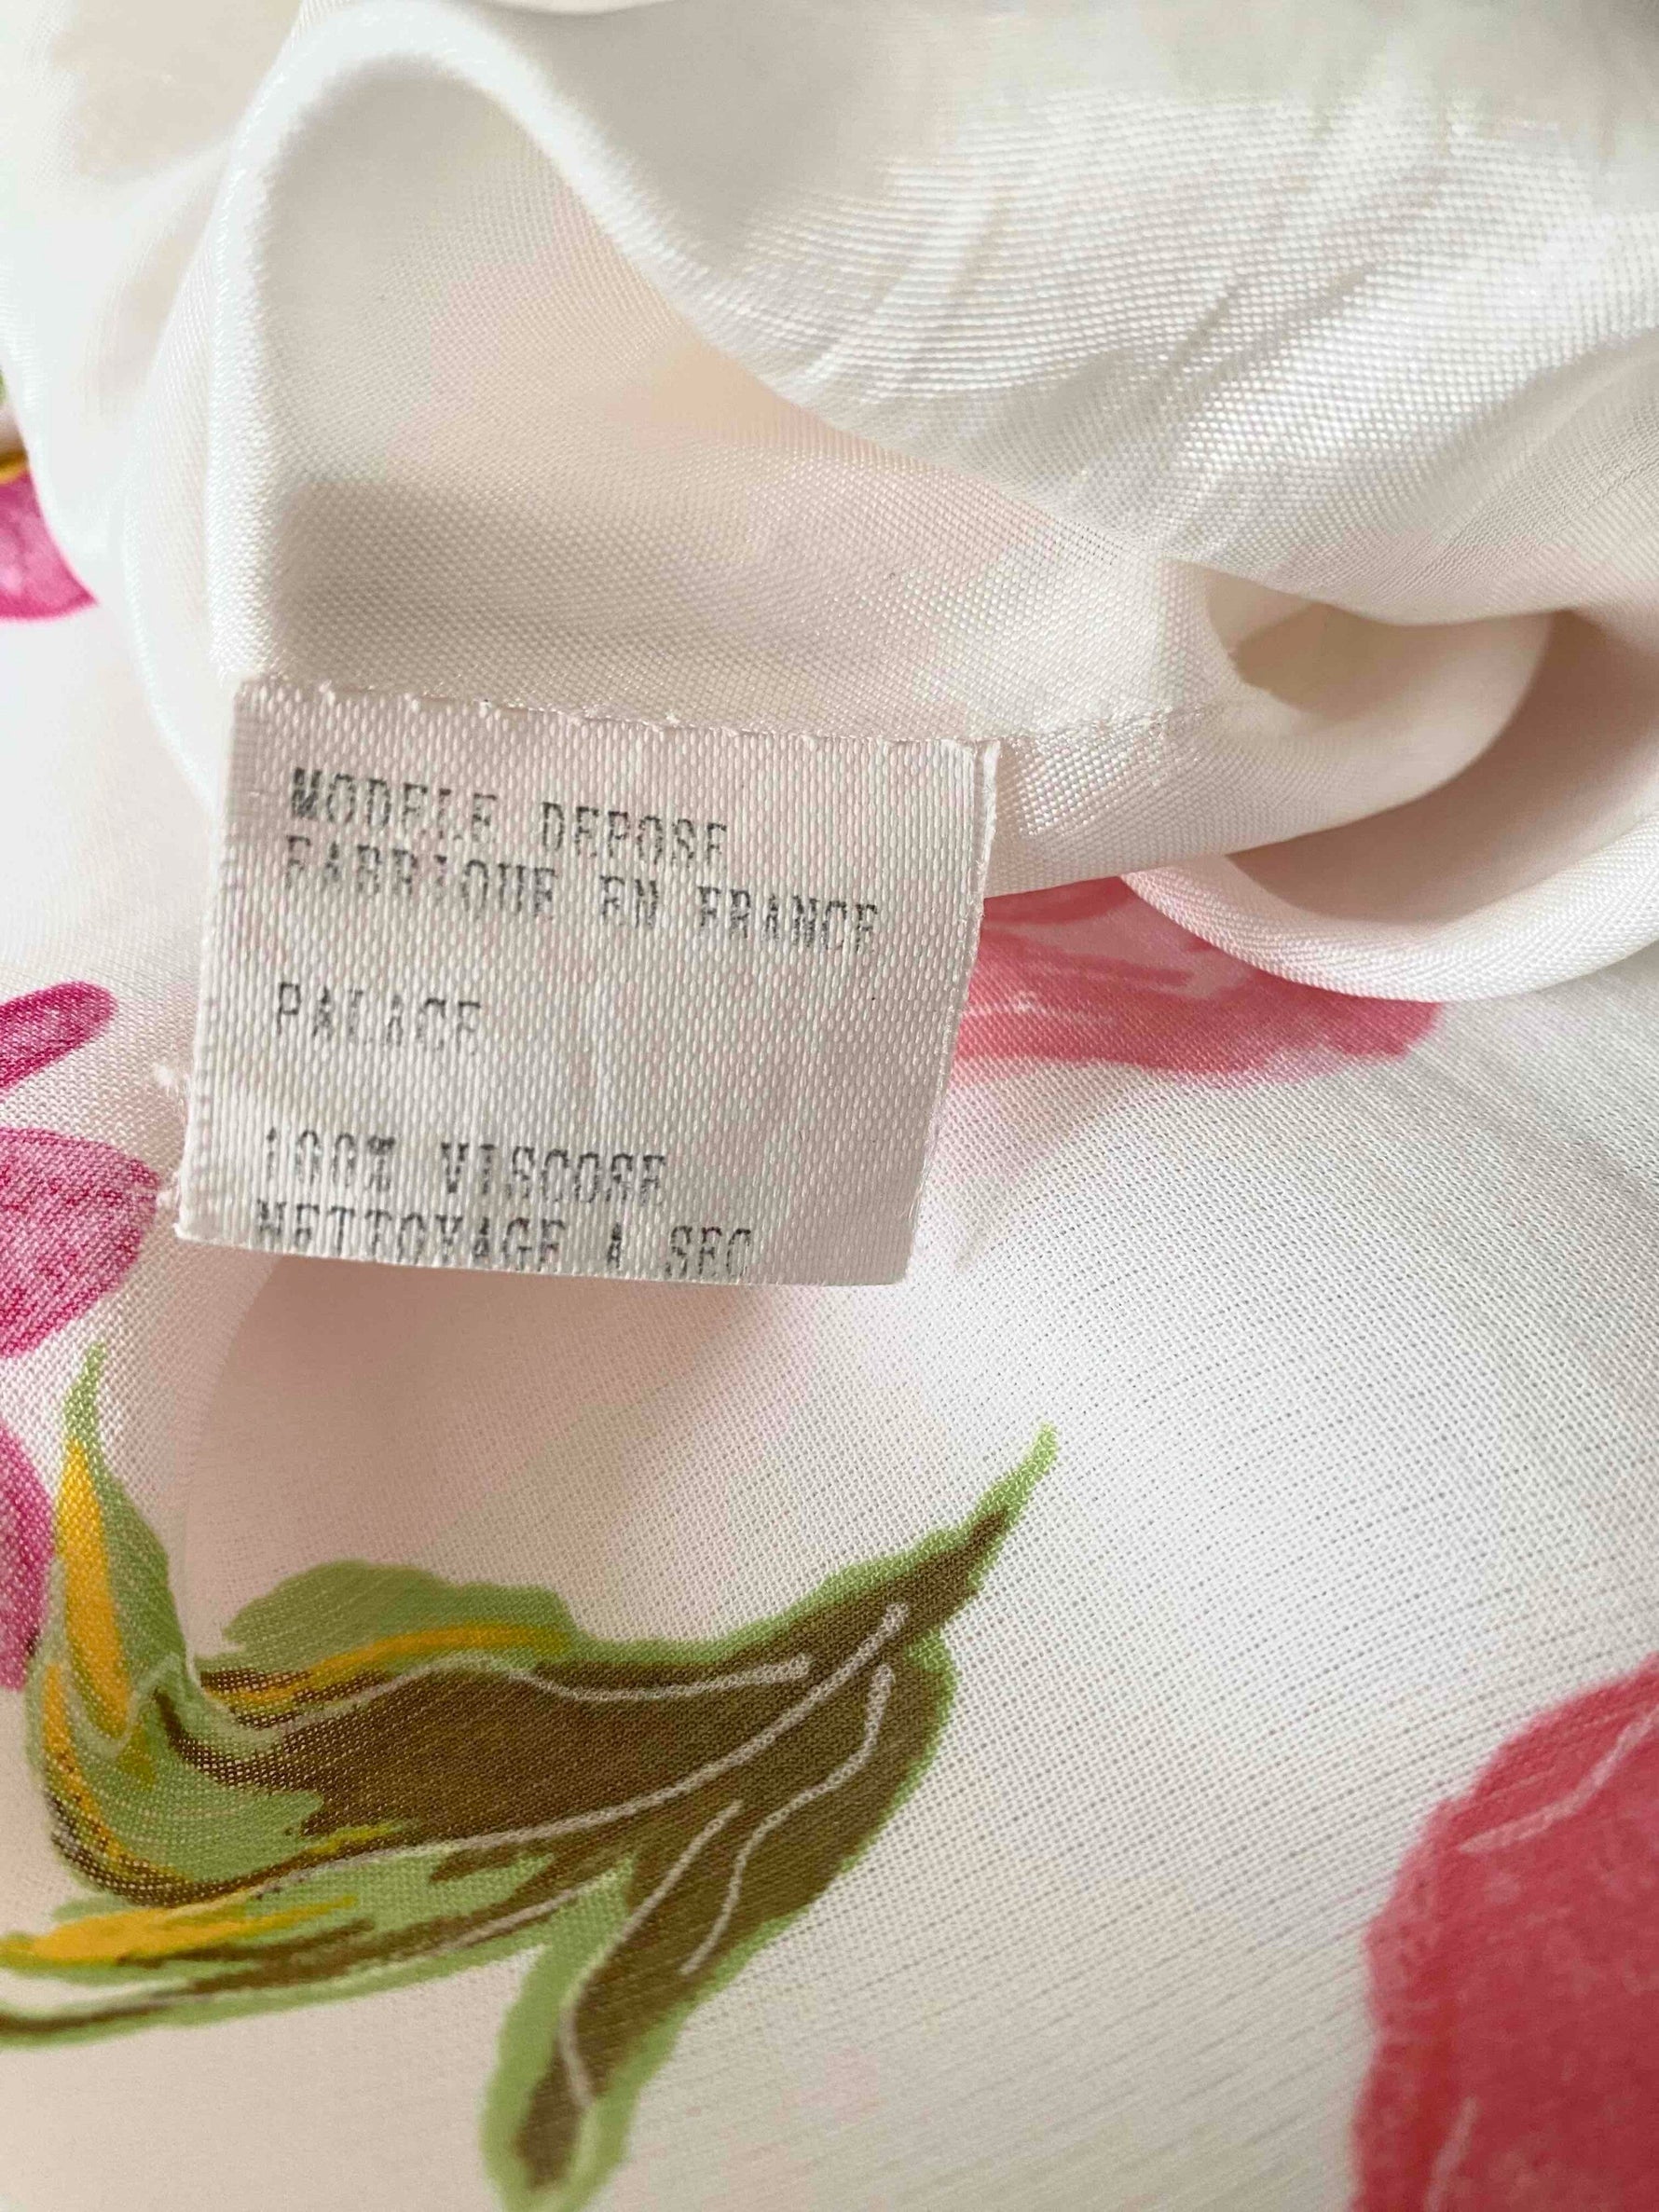 MODELE DEPOSE
FABRIQUE EN FRANCE
PALACE
100% VISCOSE
NETTOYAGE A SEC